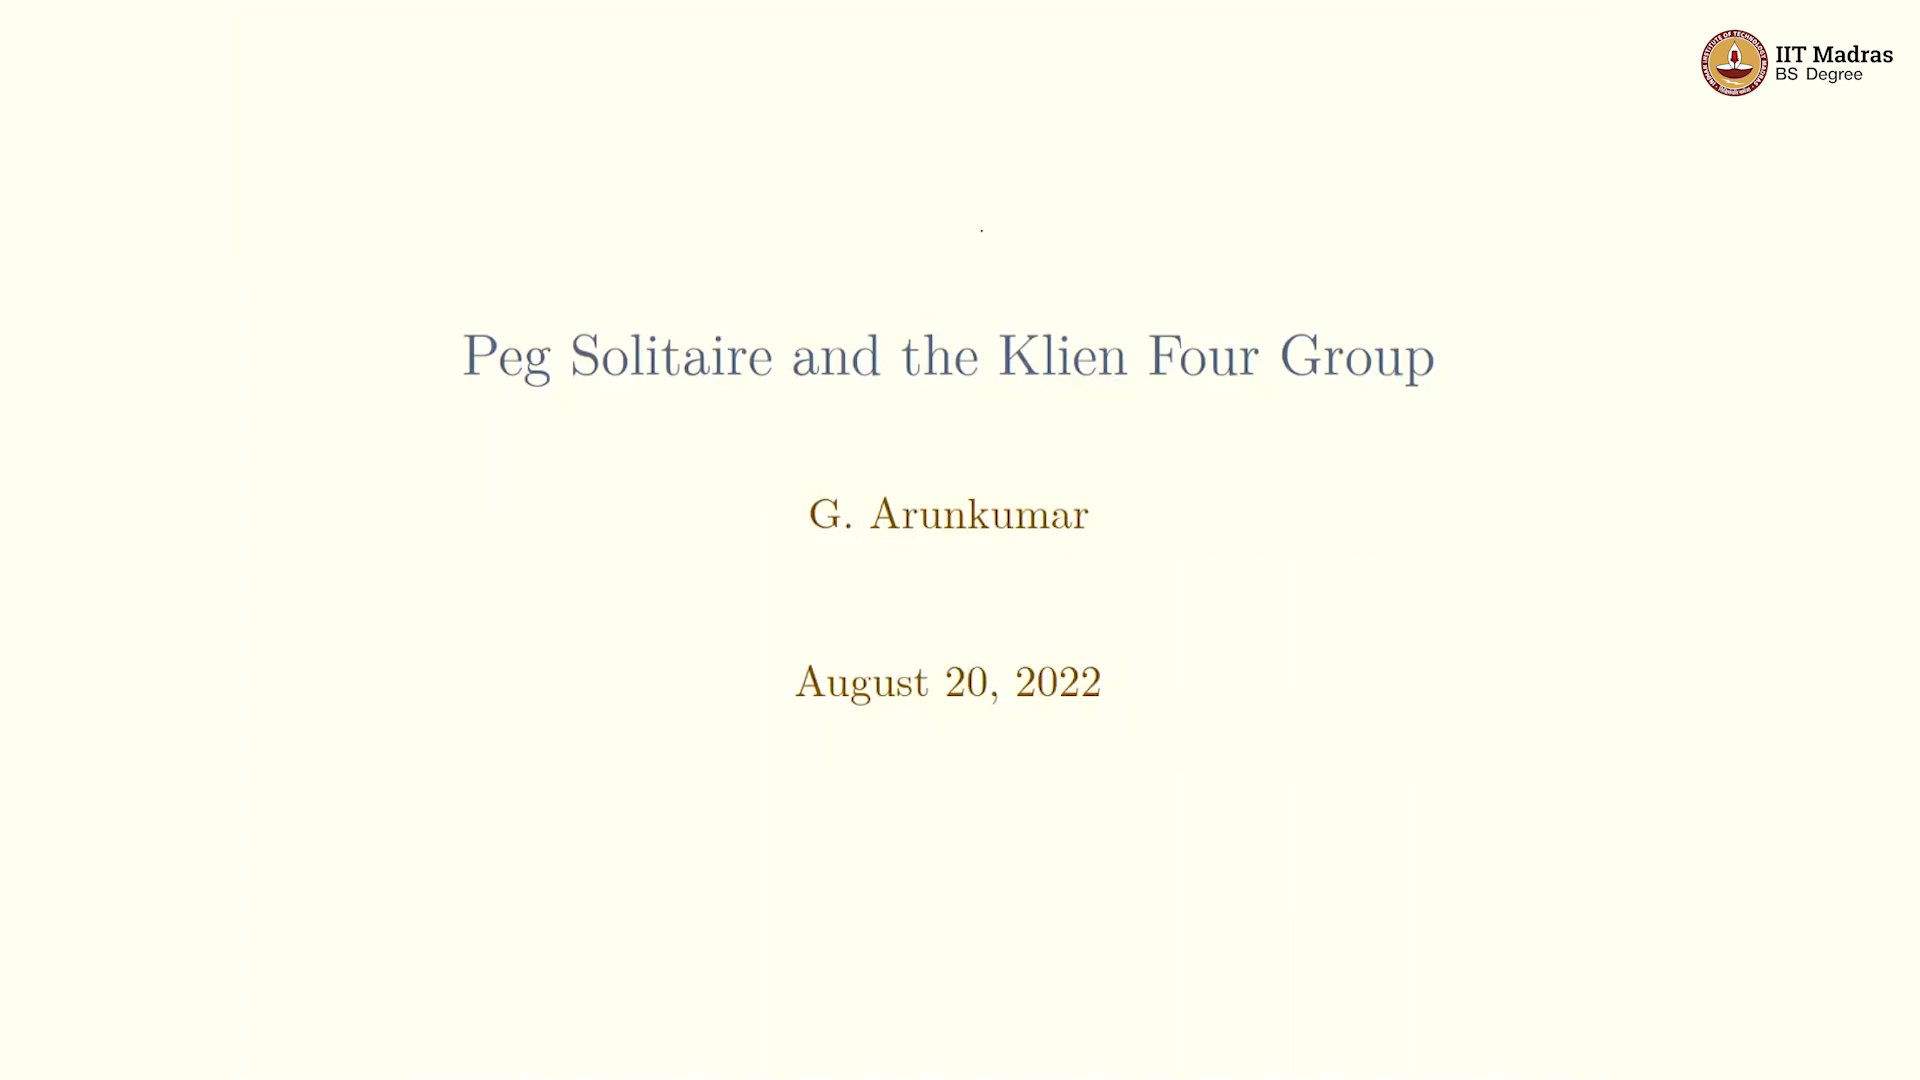 IIT Madras
BS Degree
Peg Solitaire and the Klien Four Group
G. Arunkumar
August 20, 2022